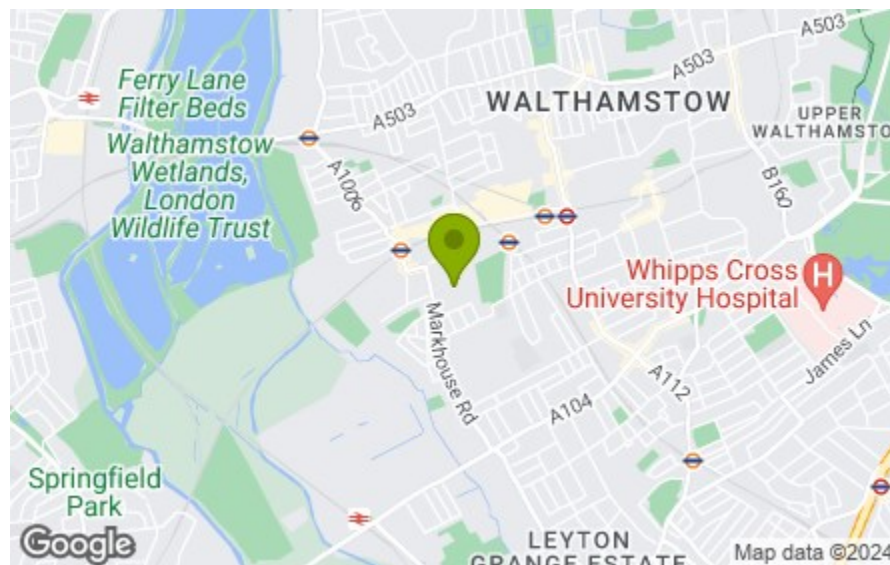 A503
A503
Ferry Lane
Filter Beds
WALTHAMSTOW
A503
UPPER
WALTHAMSTO
Walthamstow
Wetlands,
London
Wildlife Trust
A1006
B160
Whipps Cross
University Hospital
H
Markhouse Rd
James Ln
A112
A104
Springfield
Park
LEYTON
GRANGE ESTATE
Google
Map data ©2024